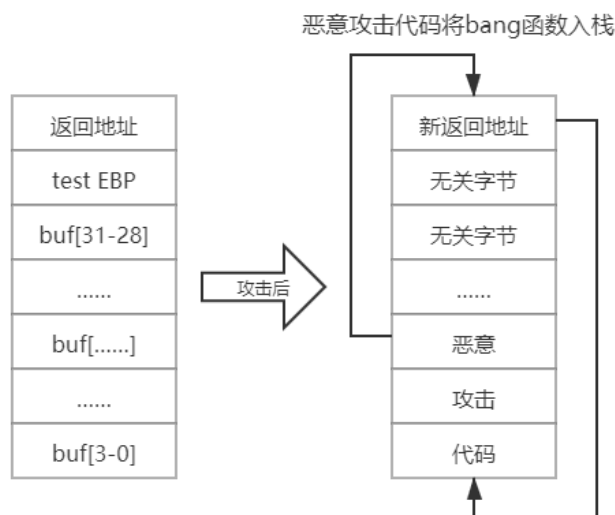 恶意攻击代码将bang函数入栈
返回地址
test EBP
buf[31-28]
......
buf[......]
......
buf[3-0]
攻击后
新返回地址
无关字节
无关字节
......
恶意
攻击
代码